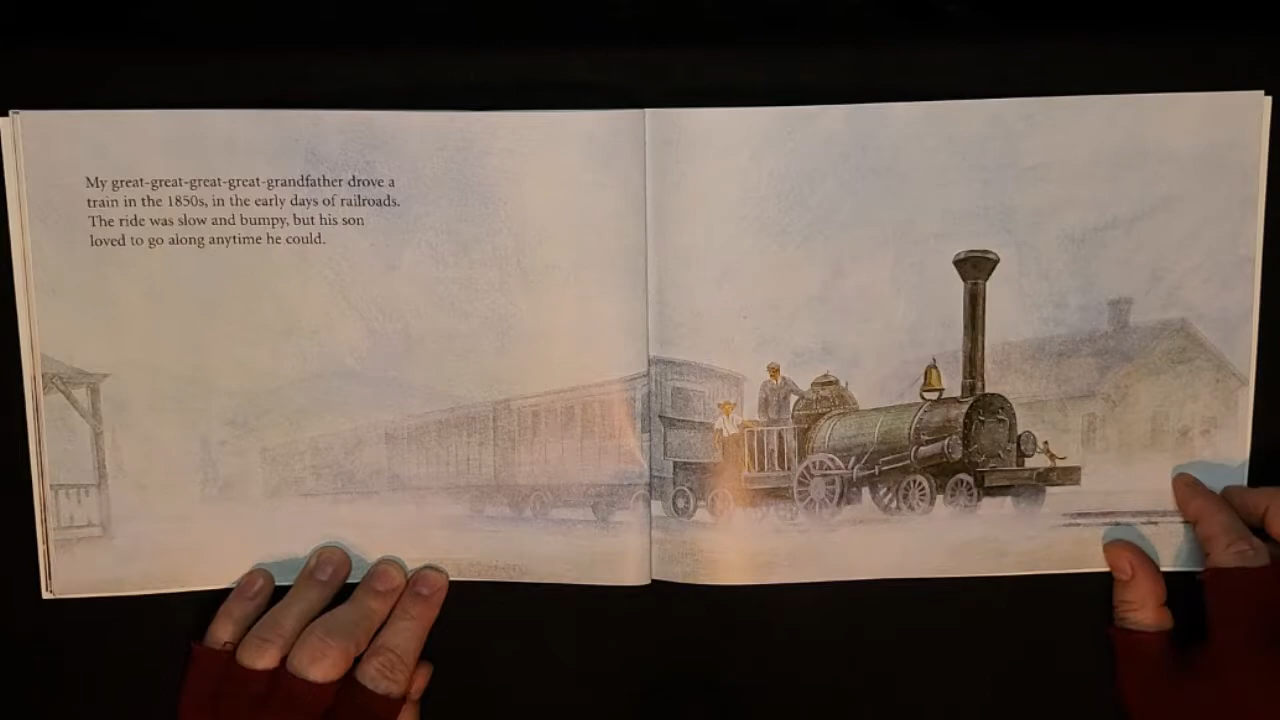 My great-great-great-great-grandfather drove a
train in the 1850s, in the early days of railroads.
The ride was slow and bumpy, but his son
loved to go along anytime he could.